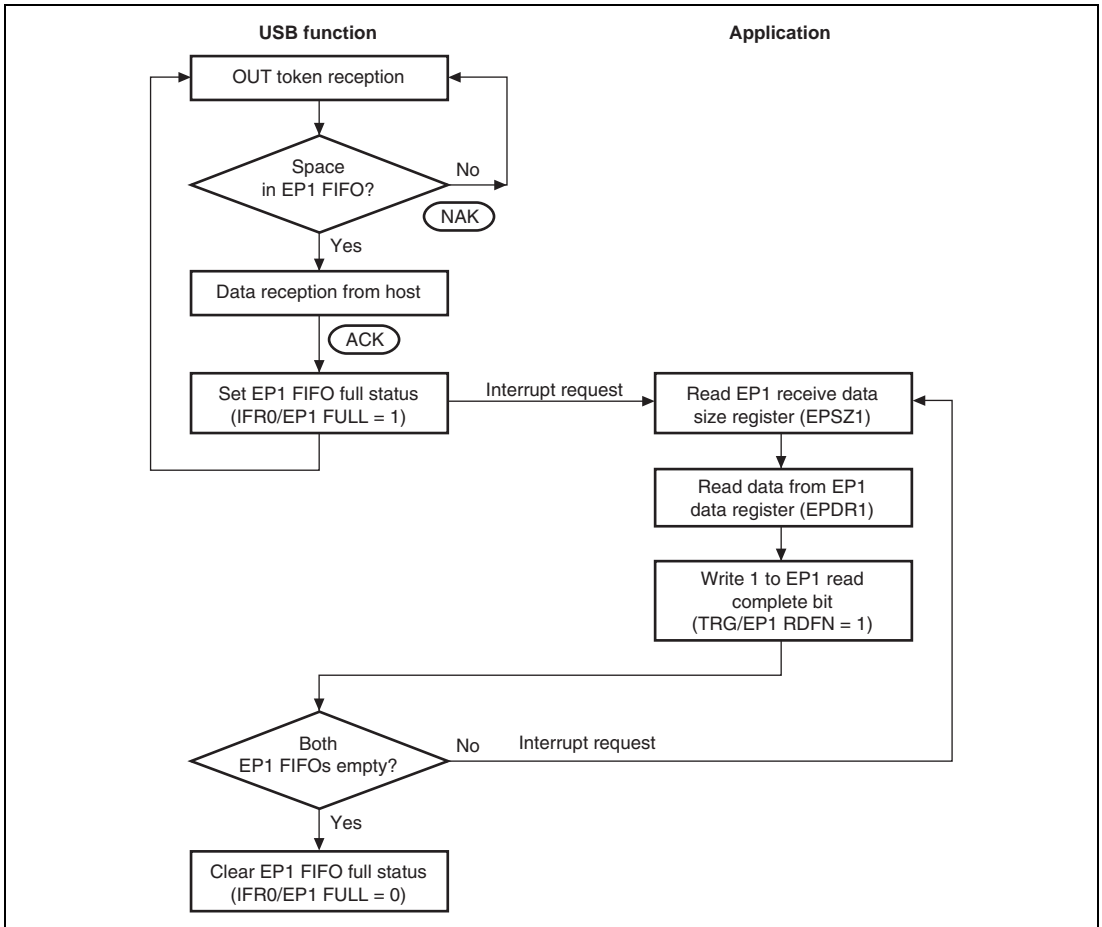 USB function
Application
OUT token reception
Space
in EP1 FIFO?
No
NAK
Yes
Data reception from host
ACK
Set EP1 FIFO full status
(IFR0/EP1 FULL = 1)
Interrupt request
Read EP1 receive data
size register (EPSZ1)
Read data from EP1
data register (EPDR1)
Write 1 to EP1 read
complete bit
(TRG/EP1 RDFN = 1)
Both
EP1 FIFOs empty?
No
Interrupt request
Yes
Clear EP1 FIFO full status
(IFR0/EP1 FULL = 0)